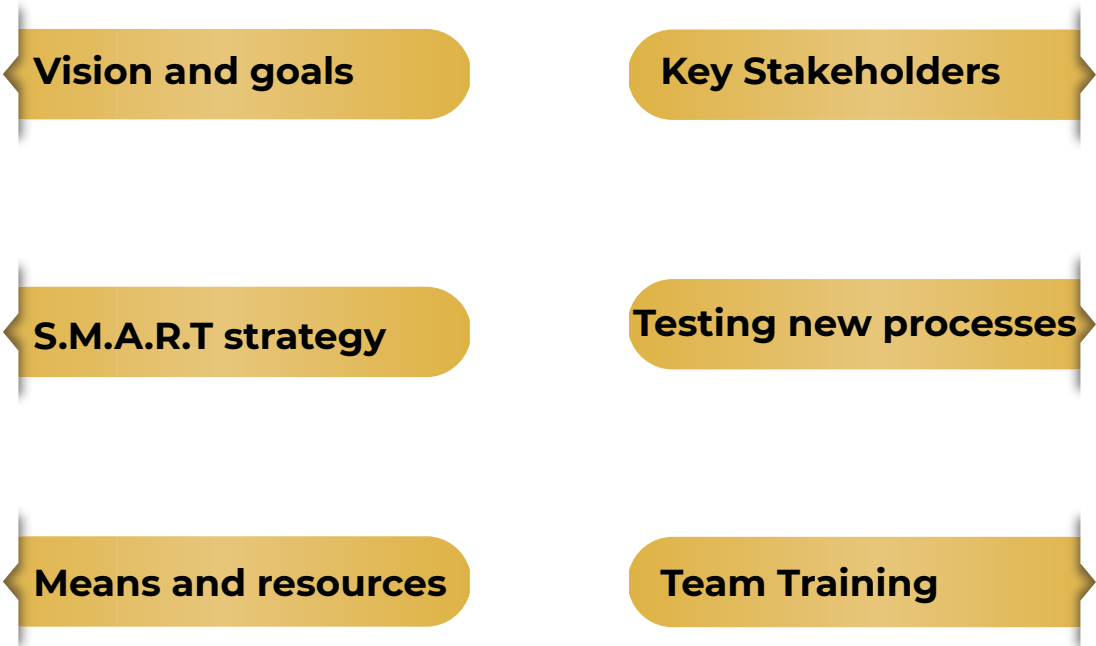 Vision and goals
Key Stakeholders
S.M.A.R.T strategy
Testing new processes
Means and resources
Team Training